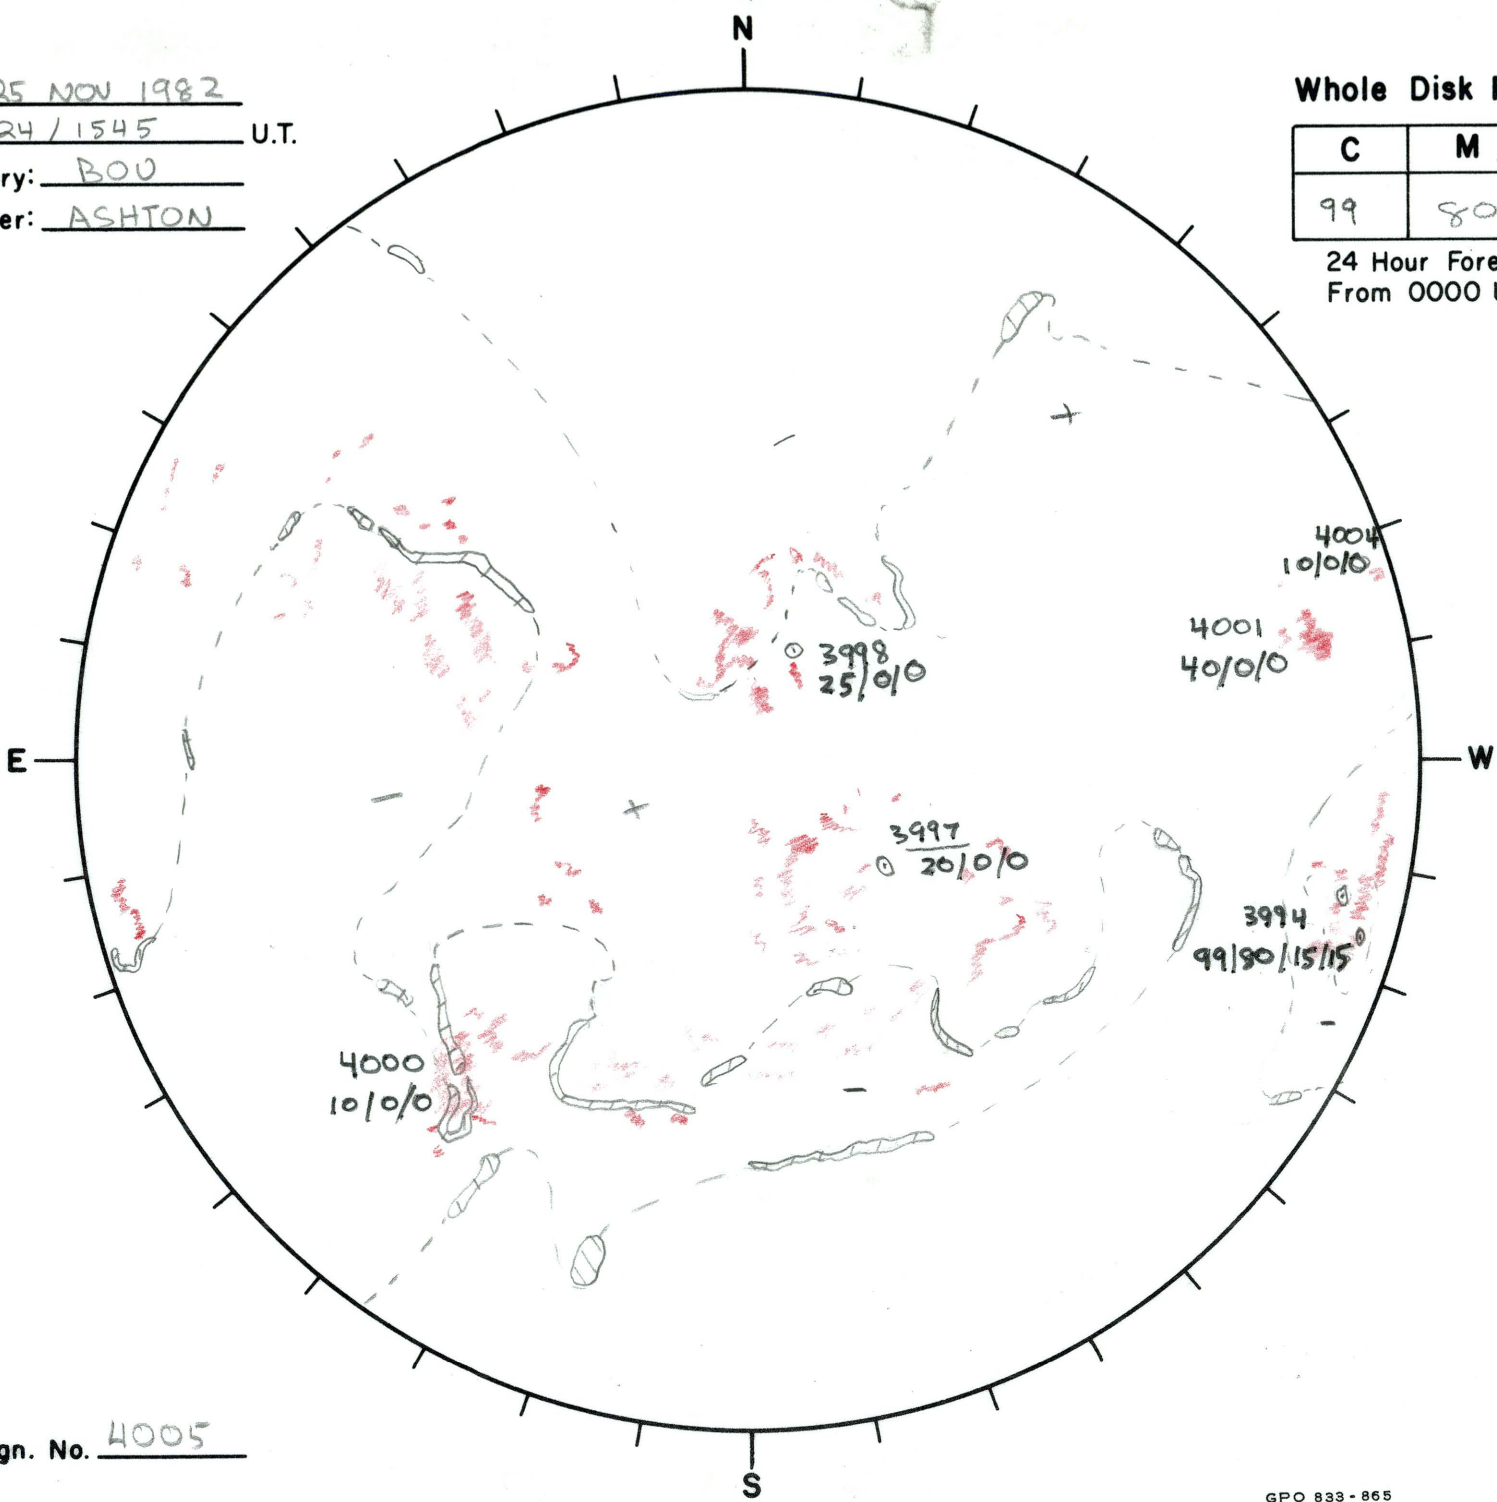 N
25 NOV 1982
24/1545 U.T.
ry: BOU
er: ASHTON
Whole Disk
C M
99 80
24 Hour Fore
From 0000
4004
10/0/0
4001
40/0/0
3998
25/0/0
E
W
3997
20/0/0
3994
99/80/15/15
4000
10/0/0
gn. No. 4005
S
GPO 833-865